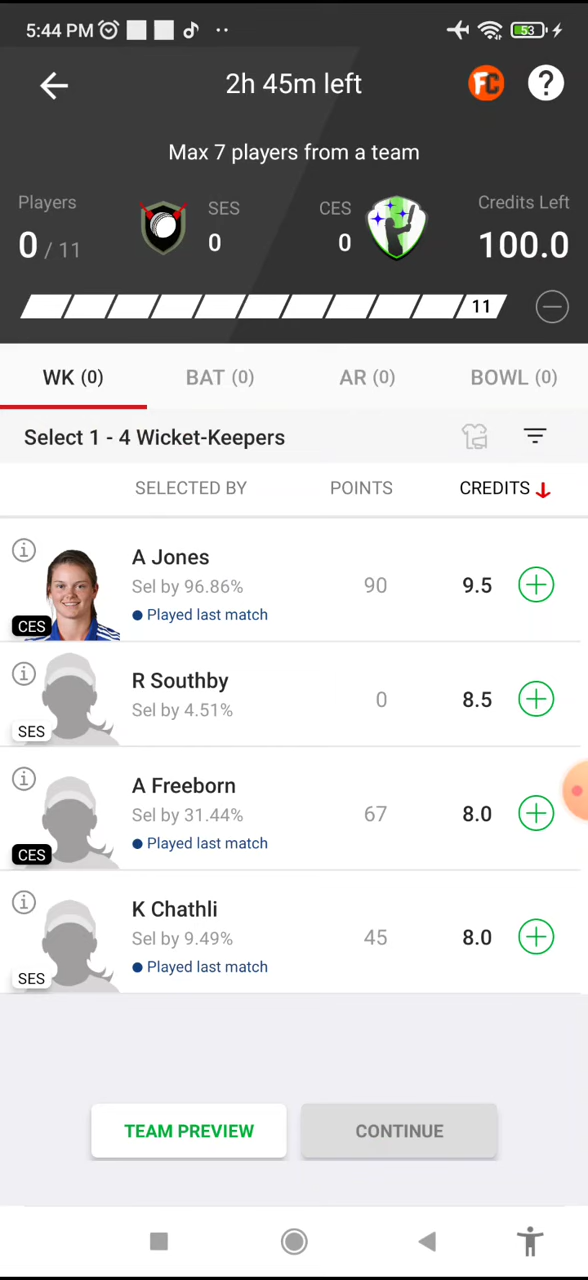 5:44 PM
53
2h 45m left
FC
?
Max 7 players from a team
Players
0 / 11
SES
0
CES
0
Credits Left
100.0
11
WK (0)
BAT (0)
AR (0)
BOWL (0)
Select 1 - 4 Wicket-Keepers
SELECTED BY
POINTS
CREDITS
A Jones
Sel by 96.86%
Played last match
CES
90
9.5
R Southby
Sel by 4.51%
SES
0
8.5
A Freeborn
Sel by 31.44%
Played last match
CES
67
8.0
K Chathli
Sel by 9.49%
Played last match
SES
45
8.0
TEAM PREVIEW
CONTINUE